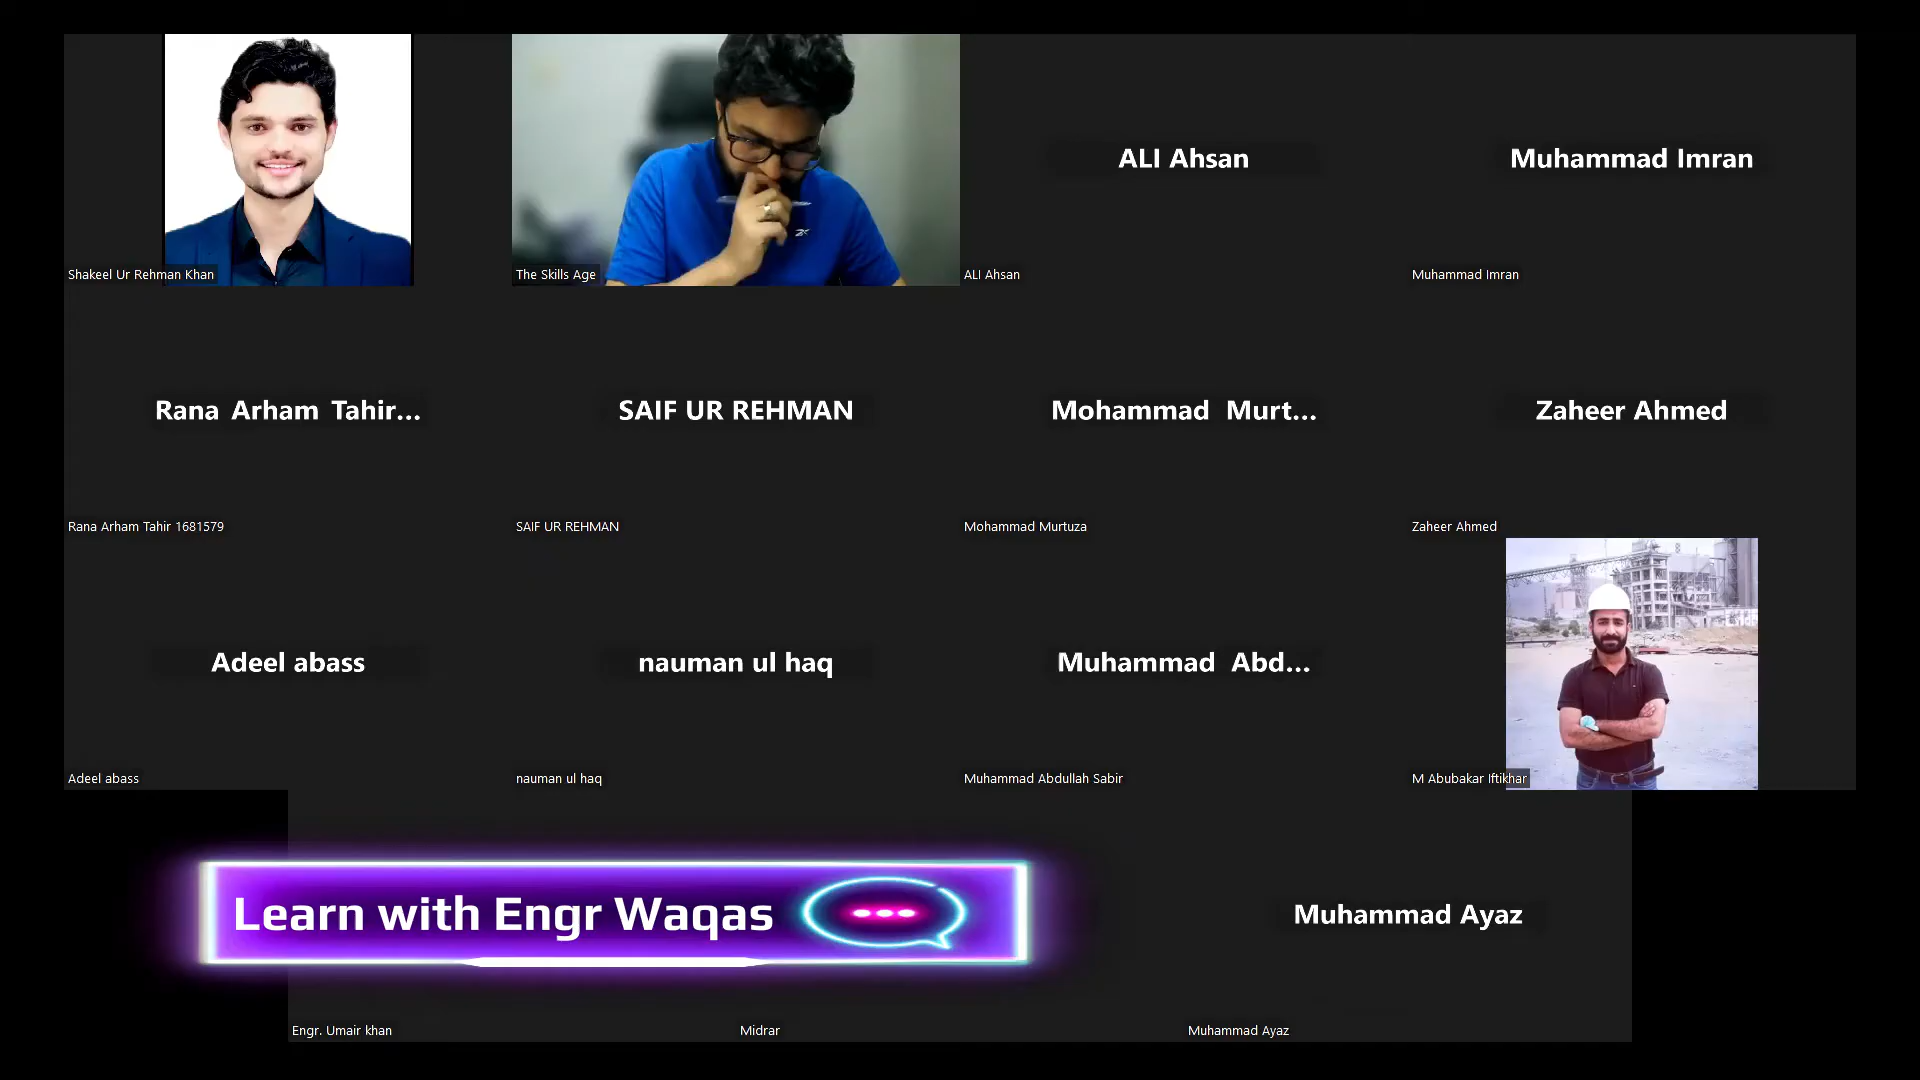 Shakeel Ur Rehman Khan
The Skills Age
ALI Ahsan
ALI Ahsan
Muhammad Imran
Muhammad Imran
Rana Arham Tahir...
Rana Arham Tahir 1681579
SAIF UR REHMAN
SAIF UR REHMAN
Mohammad Murt...
Mohammad Murtuza
Zaheer Ahmed
Zaheer Ahmed
Adeel abass
Adeel abass
nauman ul haq
nauman ul haq
Muhammad Abd...
Muhammad Abdullah Sabir
M Abubakar Iftikhar
Learn with Engr Waqas
Engr. Umair khan
Midrar
Muhammad Ayaz
Muhammad Ayaz